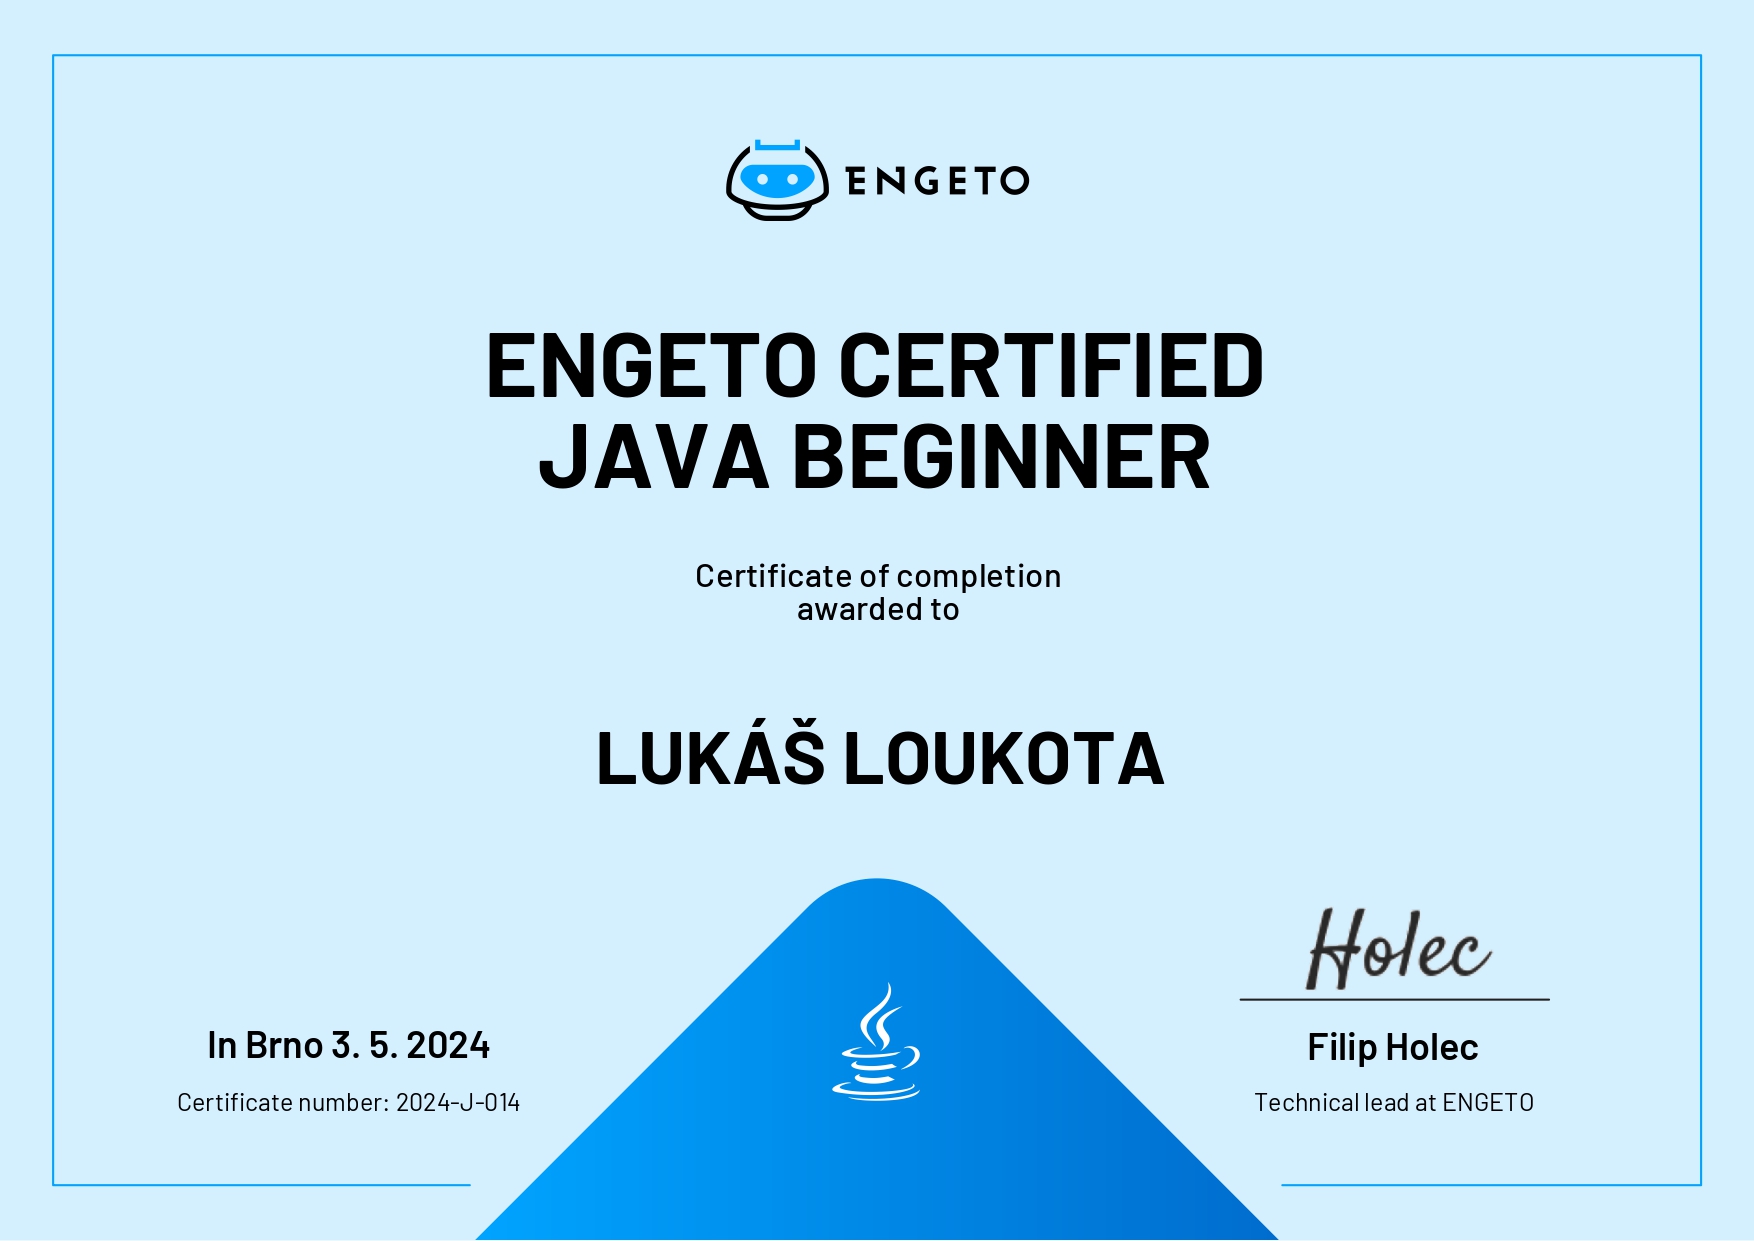 ENGETO
ENGETO CERTIFIED
JAVA BEGINNER
Certificate of completion
awarded to
LUKÁŠ LOUKOTA
Holec
In Brno 3. 5. 2024
Filip Holec
Certificate number: 2024-J-014
Technical lead at ENGETO